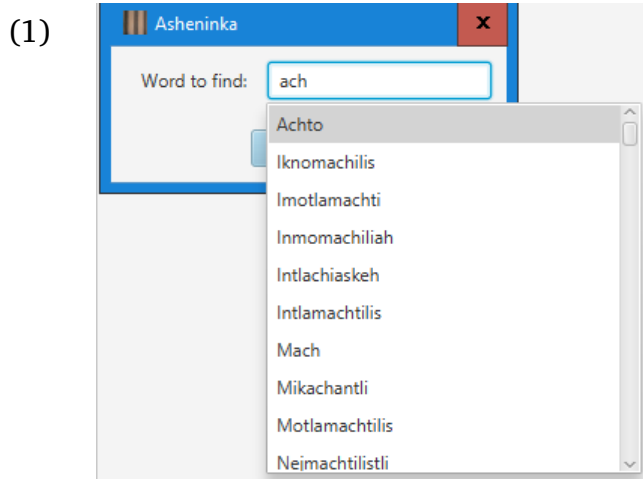 (1)
Asheninka x
Word to find: ach
Achto
Iknomachilis
Imotlamachti
Inmomachiliah
Intlachiaskeh
Intlamachtilis
Mach
Mikachantli
Motlamachtilis
Nejmachtilistli